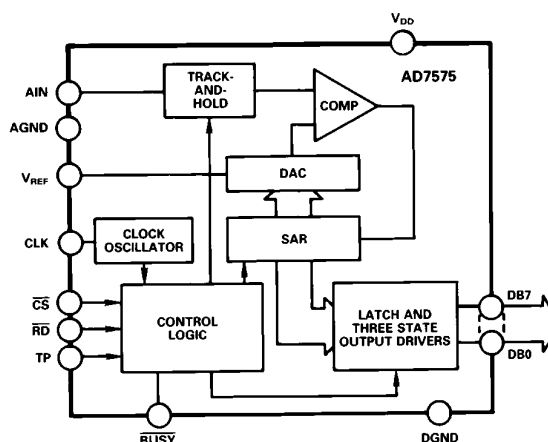 VDD
AD7575
AIN
TRACK-
AND-
HOLD
COMP
AGND
VREF
DAC
CLK
CLOCK
OSCILLATOR
SAR
CS
RD
TP
CONTROL
LOGIC
LATCH AND
THREE STATE
OUTPUT DRIVERS
DB7
DB0
BUSY
DGND